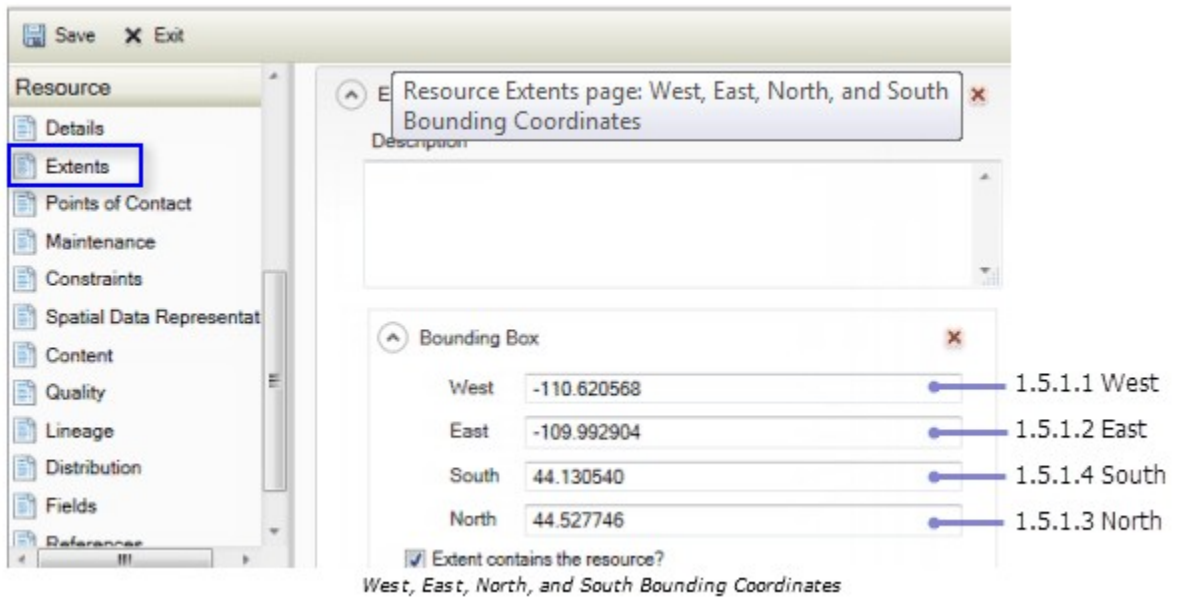 Save Exit
Resource
Details
Extents
Points of Contact
Maintenance
Constraints
Spatial Data Representat
Content
Quality
Lineage
Distribution
Fields
References
E
Resource Extents page: West, East, North, and South
Bounding Coordinates
Description
Bounding Box
West -110.620568 1.5.1.1 West
East -109.992904 1.5.1.2 East
South 44.130540 1.5.1.4 South
North 44.527746 1.5.1.3 North
Extent contains the resource?
West, East, North, and South Bounding Coordinates